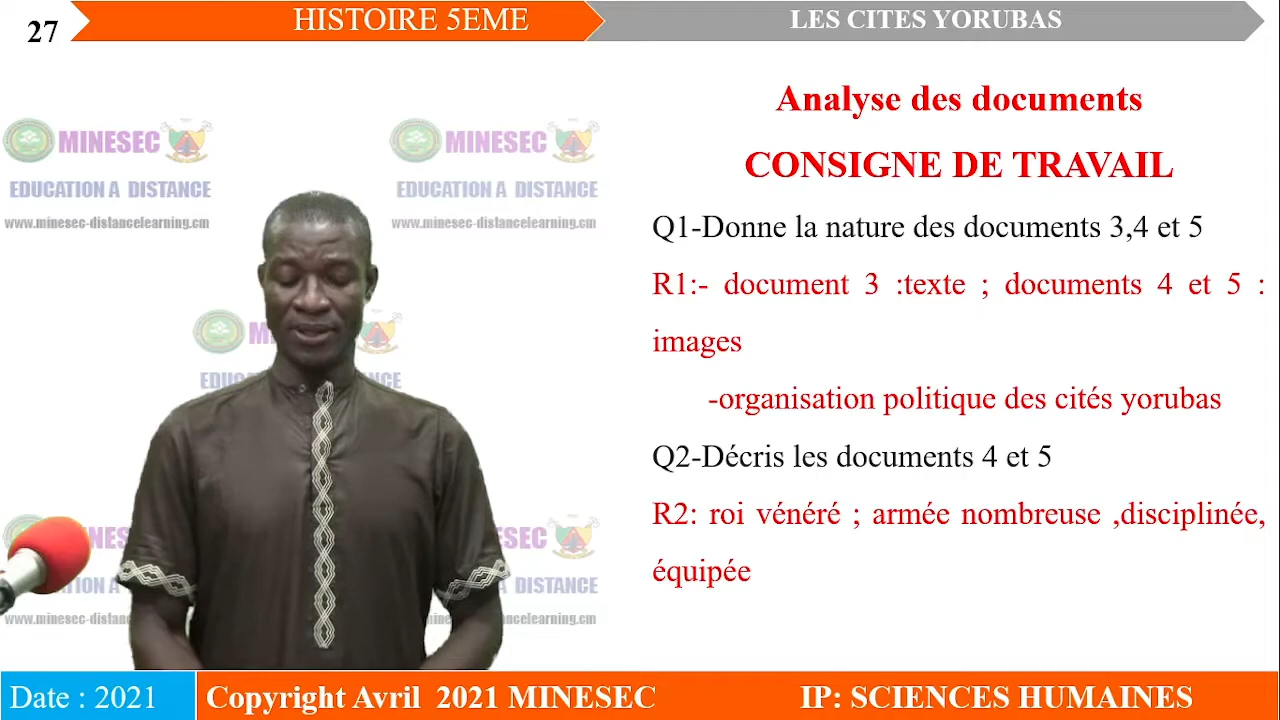 27
HISTOIRE 5EME
LES CITES YORUBAS
Analyse des documents
CONSIGNE DE TRAVAIL
Q1-Donne la nature des documents 3,4 et 5
R1:- document 3 :texte ; documents 4 et 5 :
images
-organisation politique des cités yorubas
Q2-Décris les documents 4 et 5
R2: roi vénéré ; armée nombreuse ,disciplinée,
équipée
MINESEC
EDUCATION A DISTANCE
www.minesec-distancelearning.cm
MINESEC
EDUCATION A DISTANCE
www.minesec-distancelearning.cm
Date : 2021
Copyright Avril 2021 MINESEC
IP: SCIENCES HUMAINES